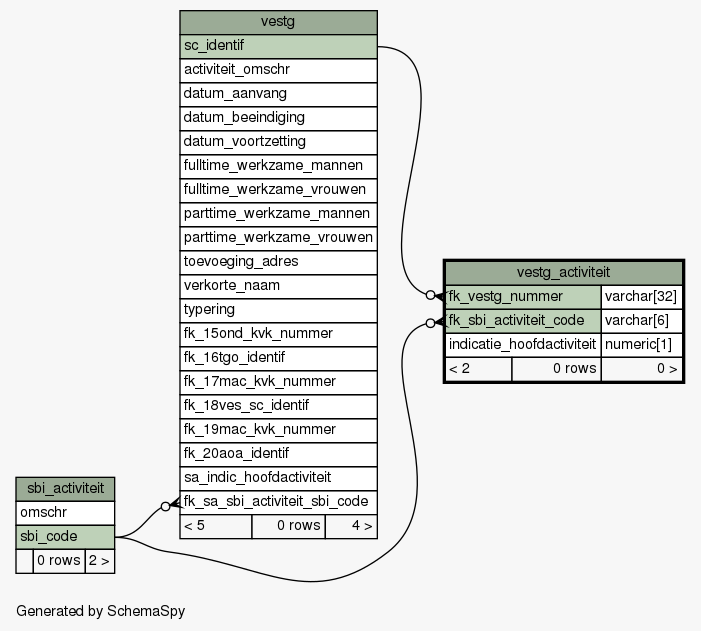 vestg
sc_identif
activiteit_omschr
datum_aanvang
datum_beeindiging
datum_voortzetting
fulltime_werkzame_mannen
fulltime_werkzame_vrouwen
parttime_werkzame_mannen
parttime_werkzame_vrouwen
toevoeging_adres
verkorte_naam
typering
fk_15ond_kvk_nummer
fk_16tgo_identif
fk_17mac_kvk_nummer
fk_18ves_sc_identif
fk_19mac_kvk_nummer
fk_20aoa_identif
sa_indic_hoofdactiviteit
fk_sa_sbi_activiteit_sbi_code
< 5 0 rows 4 >
vestg_activiteit
fk_vestg_nummer varchar[32]
fk_sbi_activiteit_code varchar[6]
indicatie_hoofdactiviteit numeric[1]
< 2 0 rows 0 >
sbi_activiteit
omschr
sbi_code
0 rows 2 >
Generated by SchemaSpy